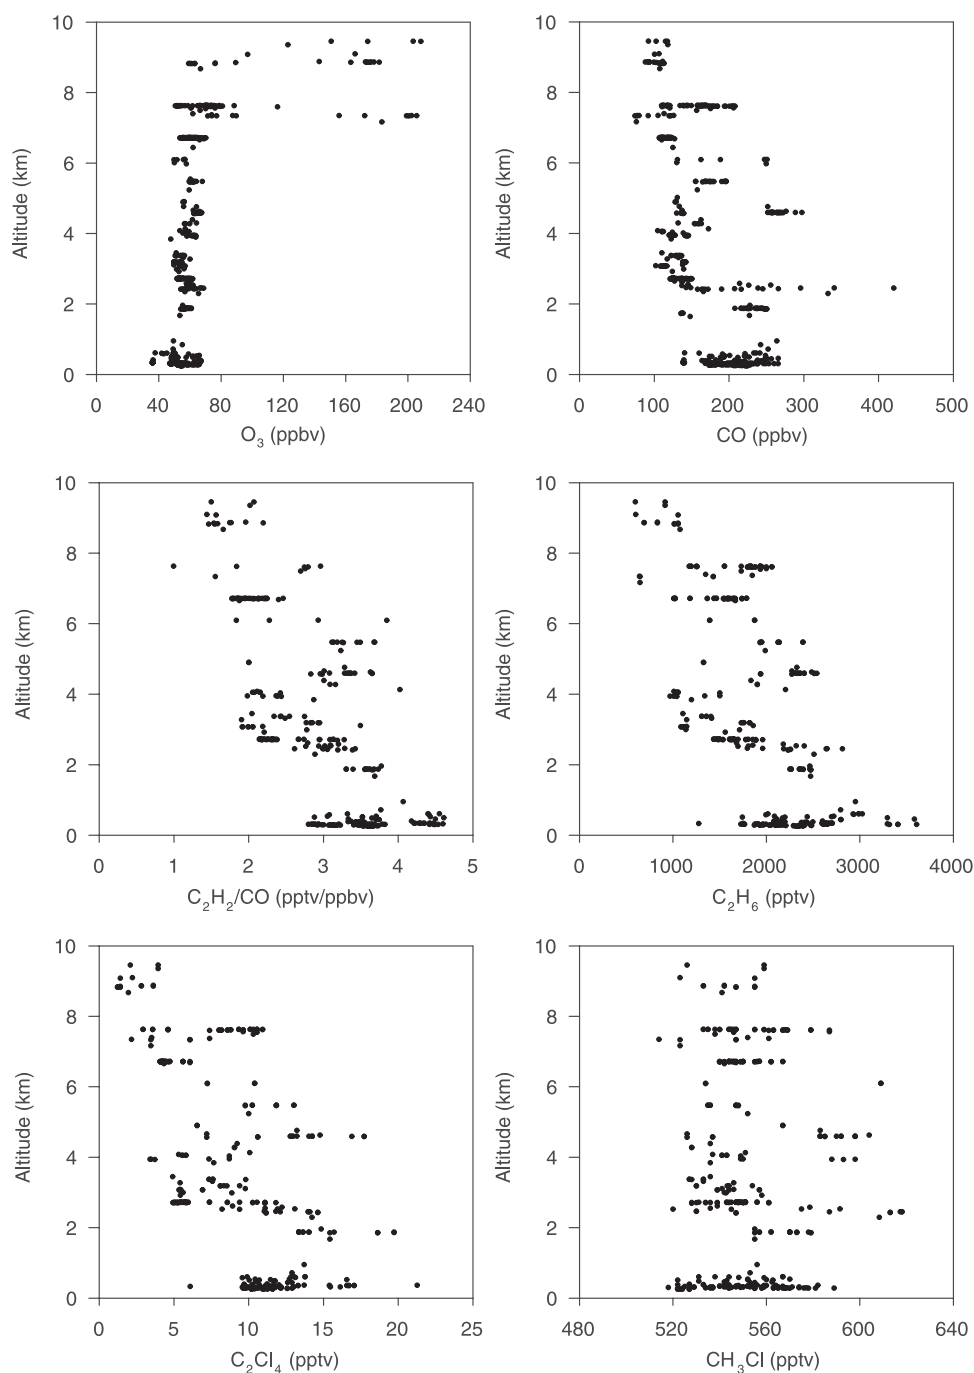 10
8
6
4
2
0
Altitude (km)
0 40 80 120 160 200 240
O₃ (ppbv)
10
8
6
4
2
0
Altitude (km)
0 100 200 300 400 500
CO (ppbv)
10
8
6
4
2
0
Altitude (km)
0 1 2 3 4 5
C₂H₂/CO (pptv/ppbv)
10
8
6
4
2
0
Altitude (km)
0 1000 2000 3000 4000
C₂H₆ (pptv)
10
8
6
4
2
0
Altitude (km)
0 5 10 15 20 25
C₂Cl₄ (pptv)
10
8
6
4
2
0
Altitude (km)
480 520 560 600 640
CH₃Cl (pptv)